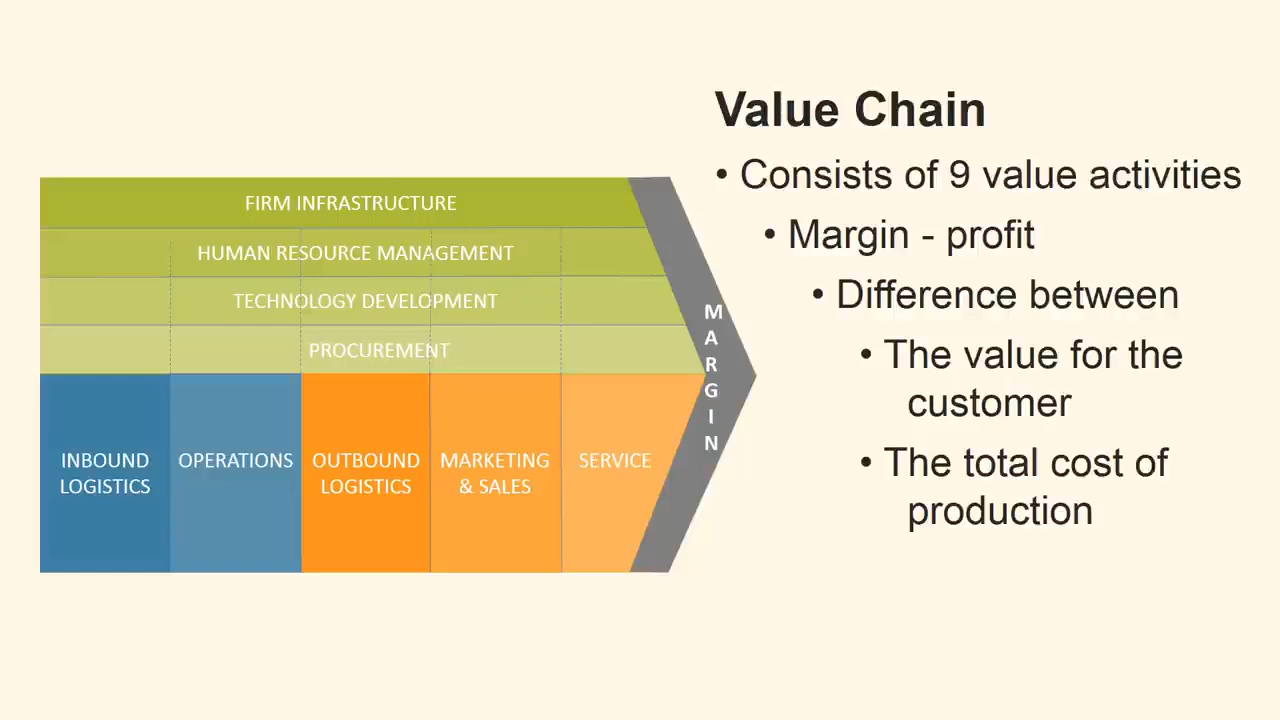 Value Chain
• Consists of 9 value activities
• Margin - profit
• Difference between
• The value for the
customer
• The total cost of
production
FIRM INFRASTRUCTURE
HUMAN RESOURCE MANAGEMENT
TECHNOLOGY DEVELOPMENT
PROCUREMENT
INBOUND
LOGISTICS
OPERATIONS
OUTBOUND
LOGISTICS
MARKETING
& SALES
SERVICE
MARGIN